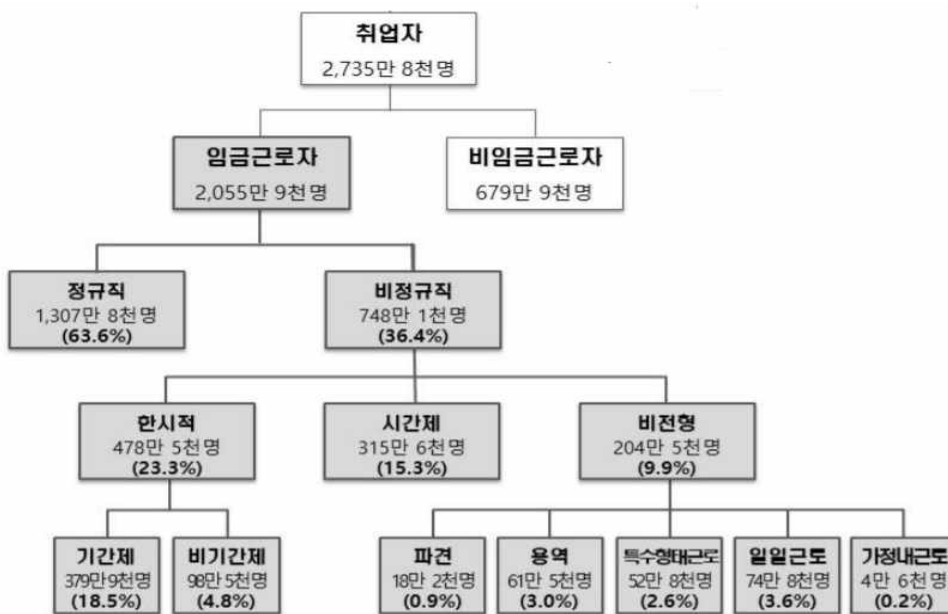 취업자
2,735만 8천명
임금근로자
2,055만 9천명
비임금근로자
679만 9천명
정규직
1,307만 8천명
(63.6%)
비정규직
748만 1천명
(36.4%)
한시적
478만 5천명
(23.3%)
시간제
315만 6천명
(15.3%)
비전형
204만 5천명
(9.9%)
기간제
379만 9천명
(18.5%)
비기간제
98만 5천명
(4.8%)
파견
18만 2천명
(0.9%)
용역
61만 5천명
(3.0%)
특수형태근로
52만 8천명
(2.6%)
일일근로
74만 8천명
(3.6%)
가정내근로
4만 6천명
(0.2%)